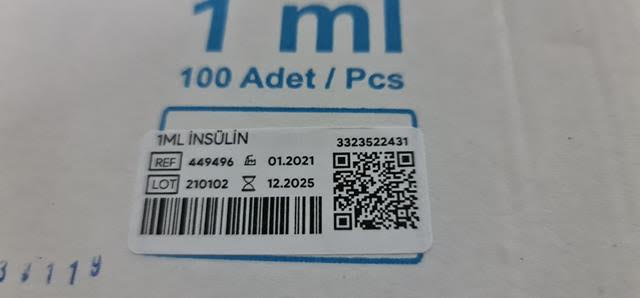 1 ml
100 Adet / Pcs
1ML İNSÜLİN
3323522431
REF 449496 01.2021
LOT 210102 12.2025